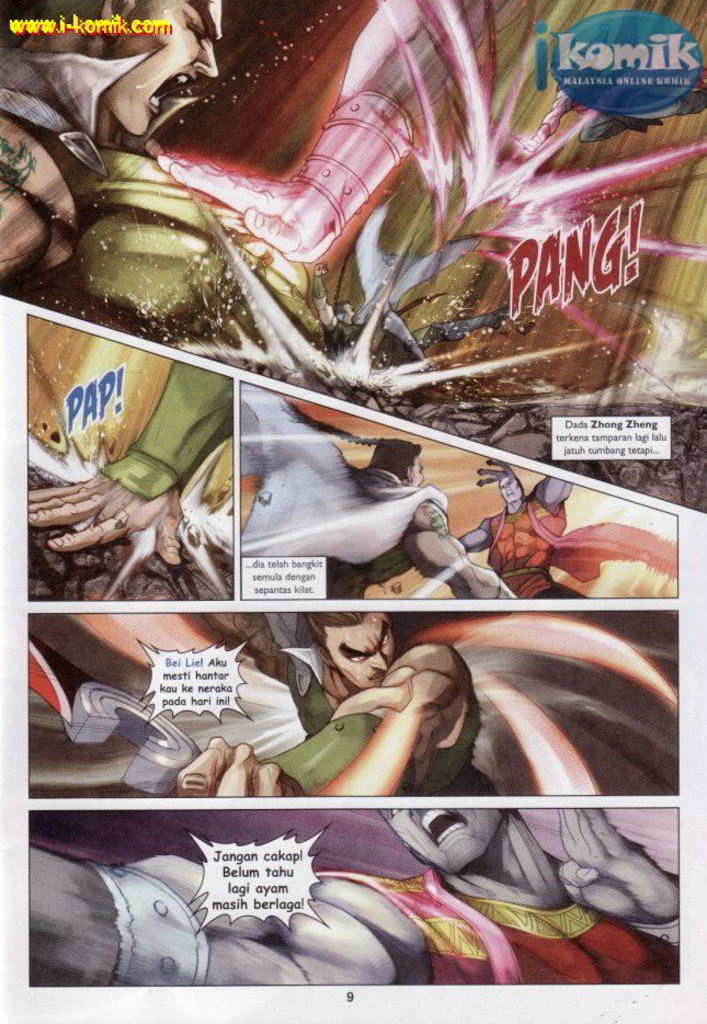 www.i-komik.com
ikomik
MALAYSIA ONLINE KOMIK
PANG!
Dada Zhong Zheng
terkena tamparan lagi lalu
jatuh tumbang tetapi...
PAP!
...dia telah bangkit
semula dengan
sepantas kilat.
Bei Lie! Aku
mesti hantar
kau ke neraka
pada hari ini!
Jangan cakap!
Belum tahu
lagi ayam
masih berlaga!
9